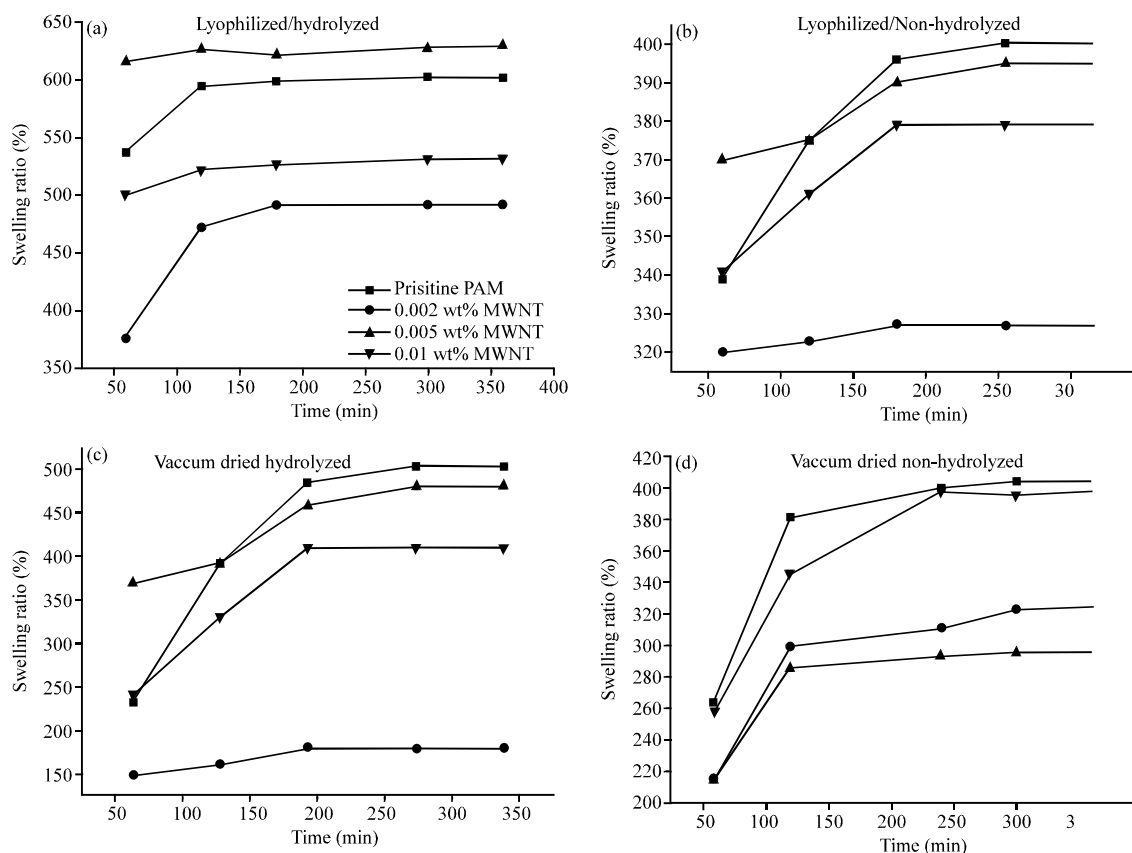 (a) Lyophilized/hydrolyzed
650
600
550
500
450
400
350
Swelling ratio (%)
50 100 150 200 250 300 350 400
Time (min)
Prisitine PAM
0.002 wt% MWNT
0.005 wt% MWNT
0.01 wt% MWNT
(b) Lyophilized/Non-hydrolyzed
400
390
380
370
360
350
340
330
320
Swelling ratio (%)
50 100 150 200 250 30
Time (min)
(c) Vaccum dried hydrolyzed
500
450
400
350
300
250
200
150
Swelling ratio (%)
50 100 150 200 250 300 350
Time (min)
(d) Vaccum dried non-hydrolyzed
420
400
380
360
340
320
300
280
260
240
220
200
Swelling ratio (%)
50 100 150 200 250 300 3
Time (min)